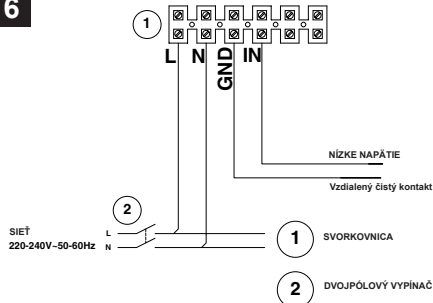 6
1
L N GND IN
NÍZKE NAPÄTIE
Vzdialený čistý kontakt
2
SIEŤ
220-240V~50-60Hz
L
N
1 SVORKOVNICA
2 DVOJPÓLOVÝ VYPÍNAČ